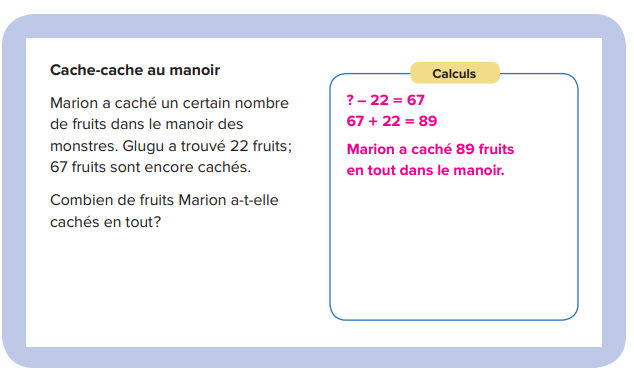 Cache-cache au manoir
Marion a caché un certain nombre
de fruits dans le manoir des
monstres. Glugu a trouvé 22 fruits;
67 fruits sont encore cachés.
Combien de fruits Marion a-t-elle
cachés en tout?
Calculs
? – 22 = 67
67 + 22 = 89
Marion a caché 89 fruits
en tout dans le manoir.